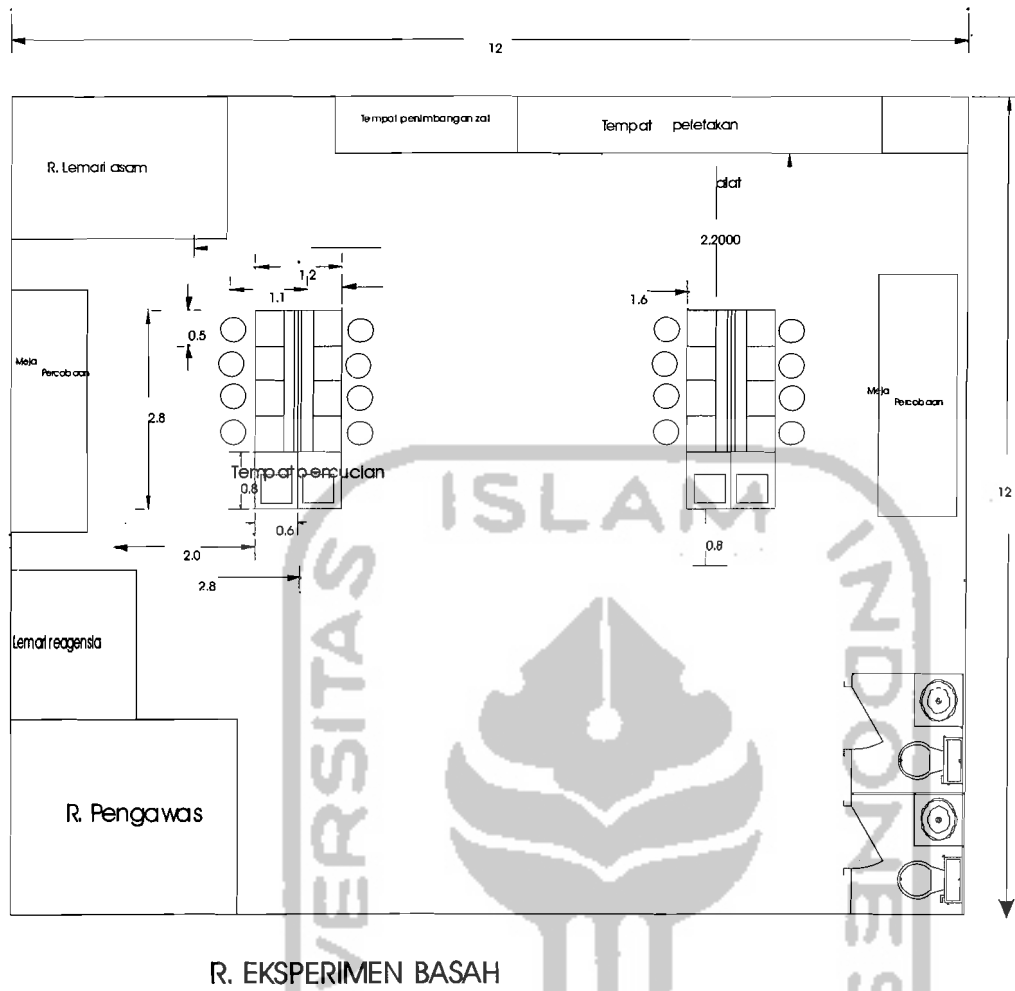 12
Tempat penimbangan zat
Tempat peletakan
R. Lemari asam
alat
2.2000
1.2
1.1
1.6
0.5
Meja
Percobaan
Meja
Percobaan
2.8
Tempat pencucian
0.8
ISLAM
12
0.6
0.8
2.0
2.8
Lemari reagensia
R. Pengawas
R. EKSPERIMEN BASAH
UNIVERSITAS
INDONESIA